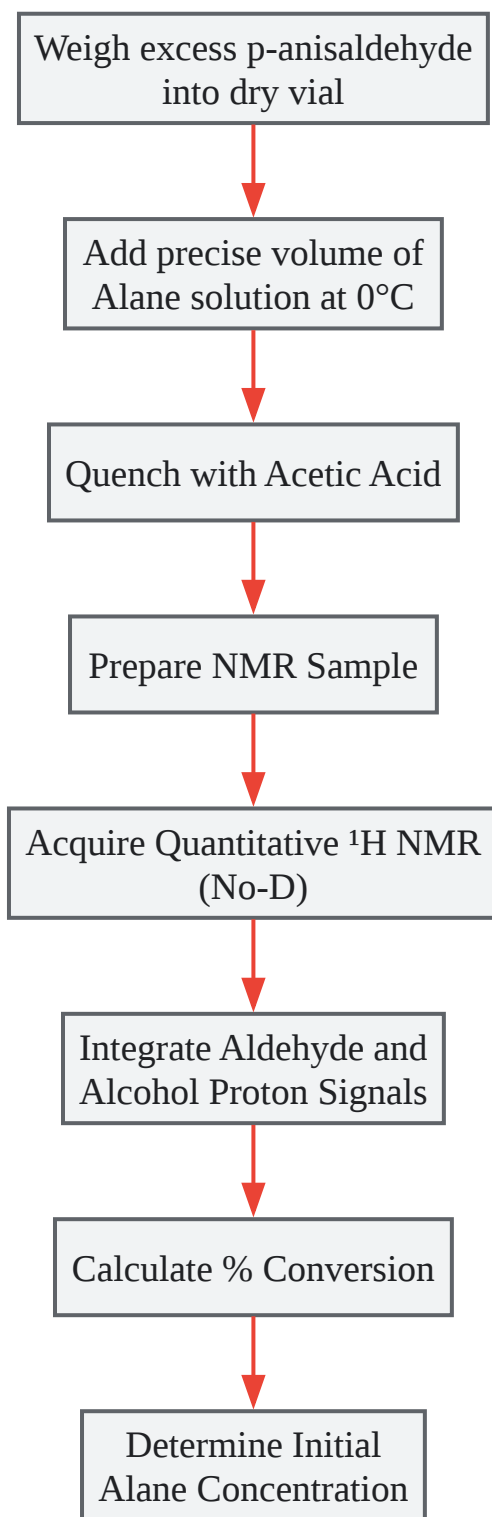 Weigh excess p-anisaldehyde
into dry vial
Add precise volume of
Alane solution at 0°C
Quench with Acetic Acid
Prepare NMR Sample
Acquire Quantitative ¹H NMR
(No-D)
Integrate Aldehyde and
Alcohol Proton Signals
Calculate % Conversion
Determine Initial
Alane Concentration